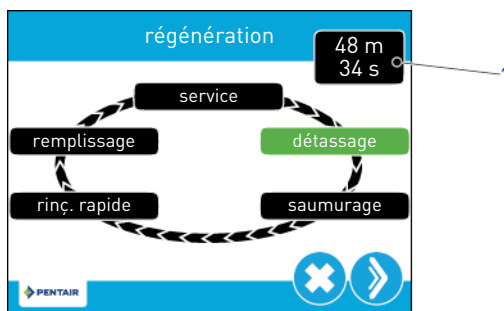 régénération
48 m
34 s
service
remplissage
détassage
rinç. rapide
saumurage
PENTAIR